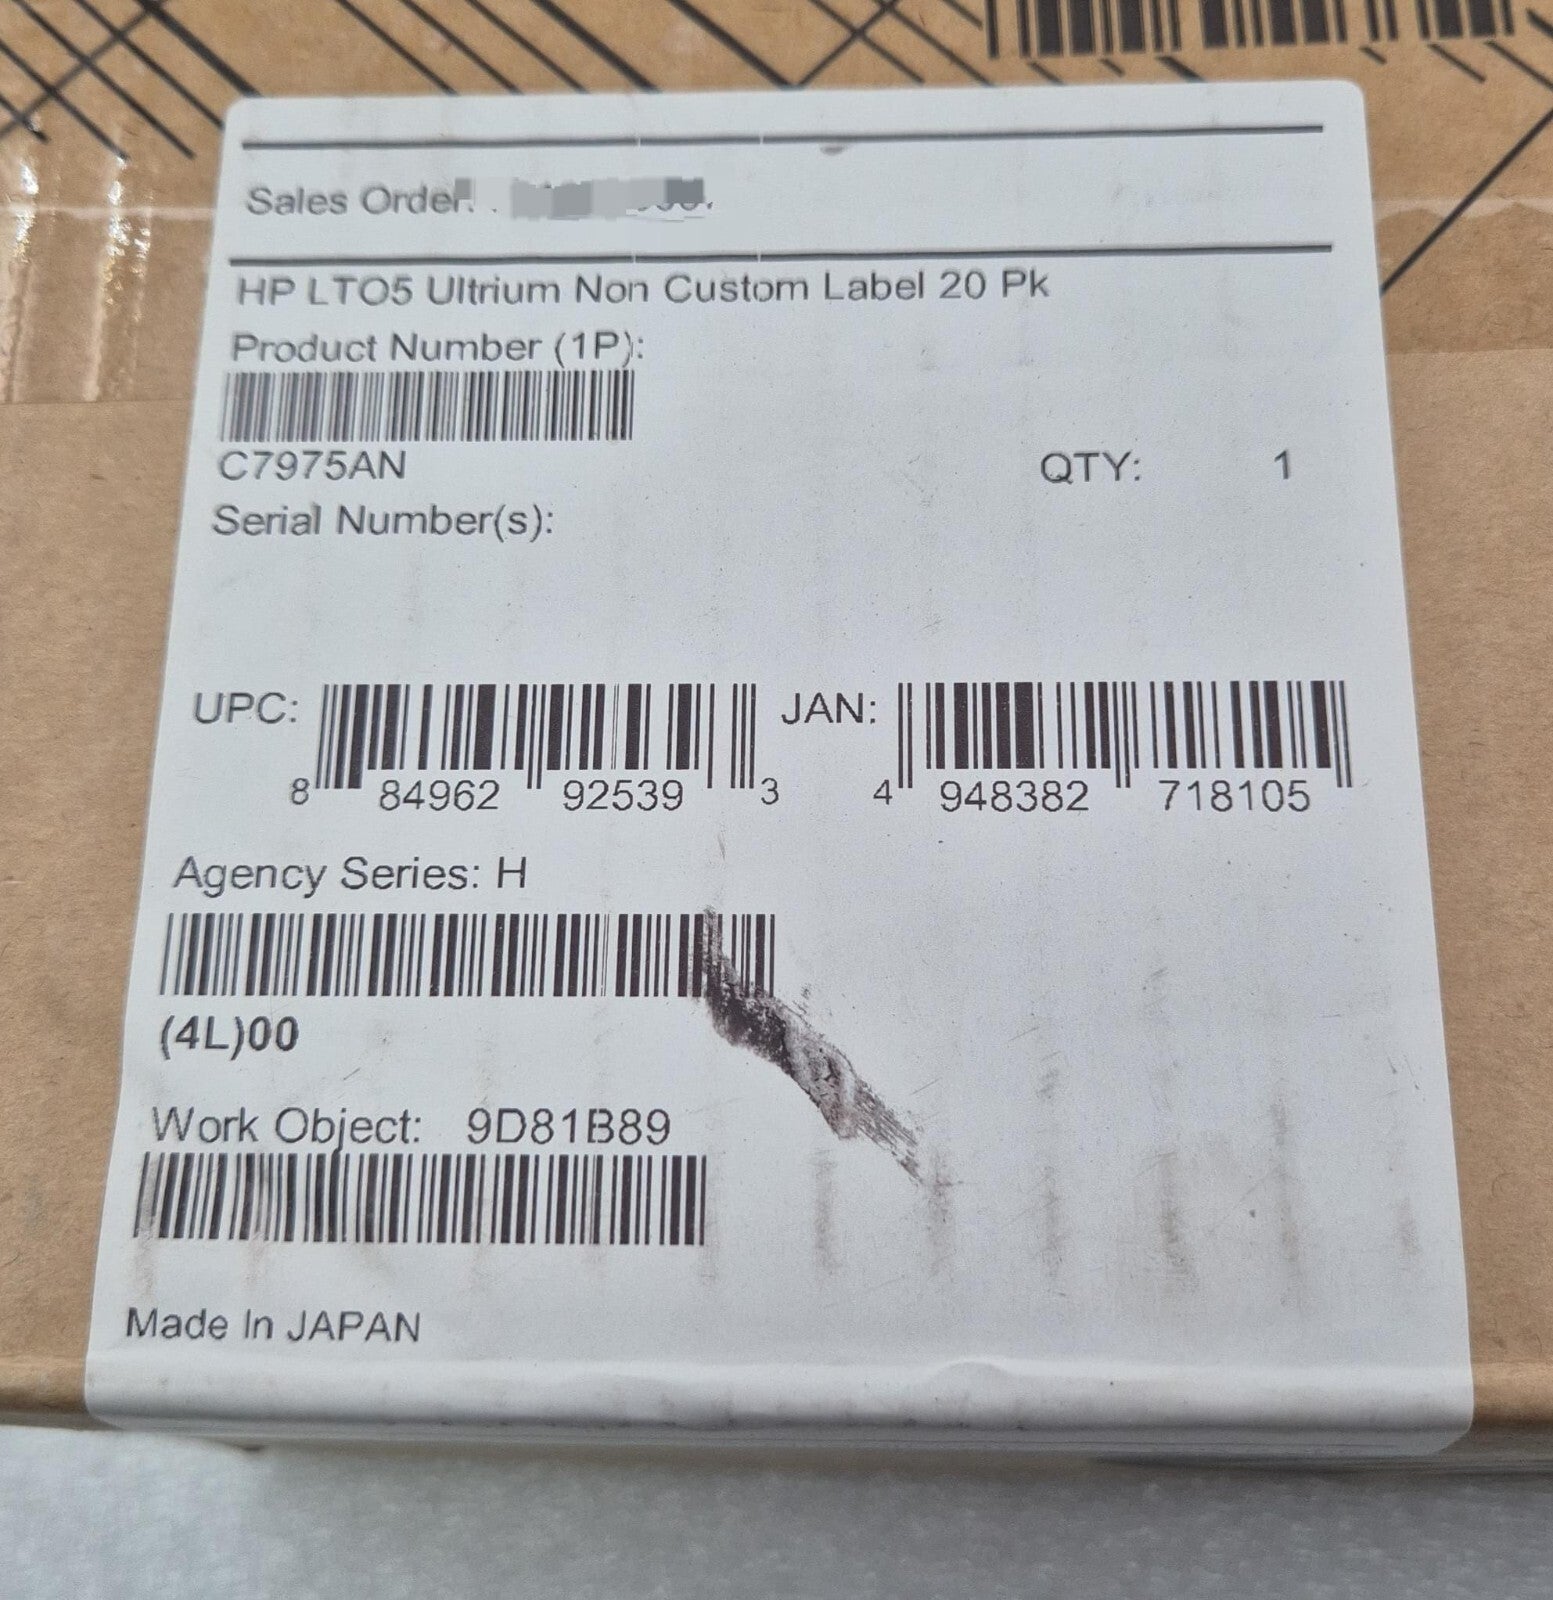 Sales Order:
HP LTO5 Ultrium Non Custom Label 20 Pk
Product Number (1P):
C7975AN QTY: 1
Serial Number(s):
UPC: 8 84962 92539 3 JAN: 4 948382 718105
Agency Series: H
(4L)00
Work Object: 9D81B89
Made In JAPAN